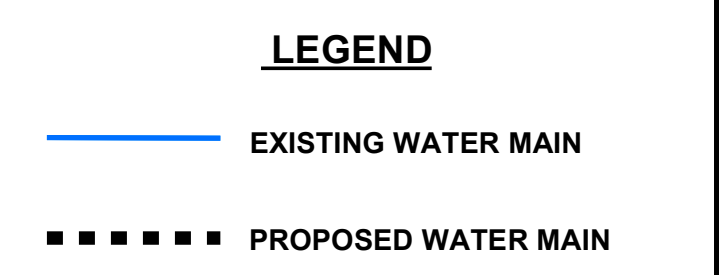 LEGEND
EXISTING WATER MAIN
PROPOSED WATER MAIN